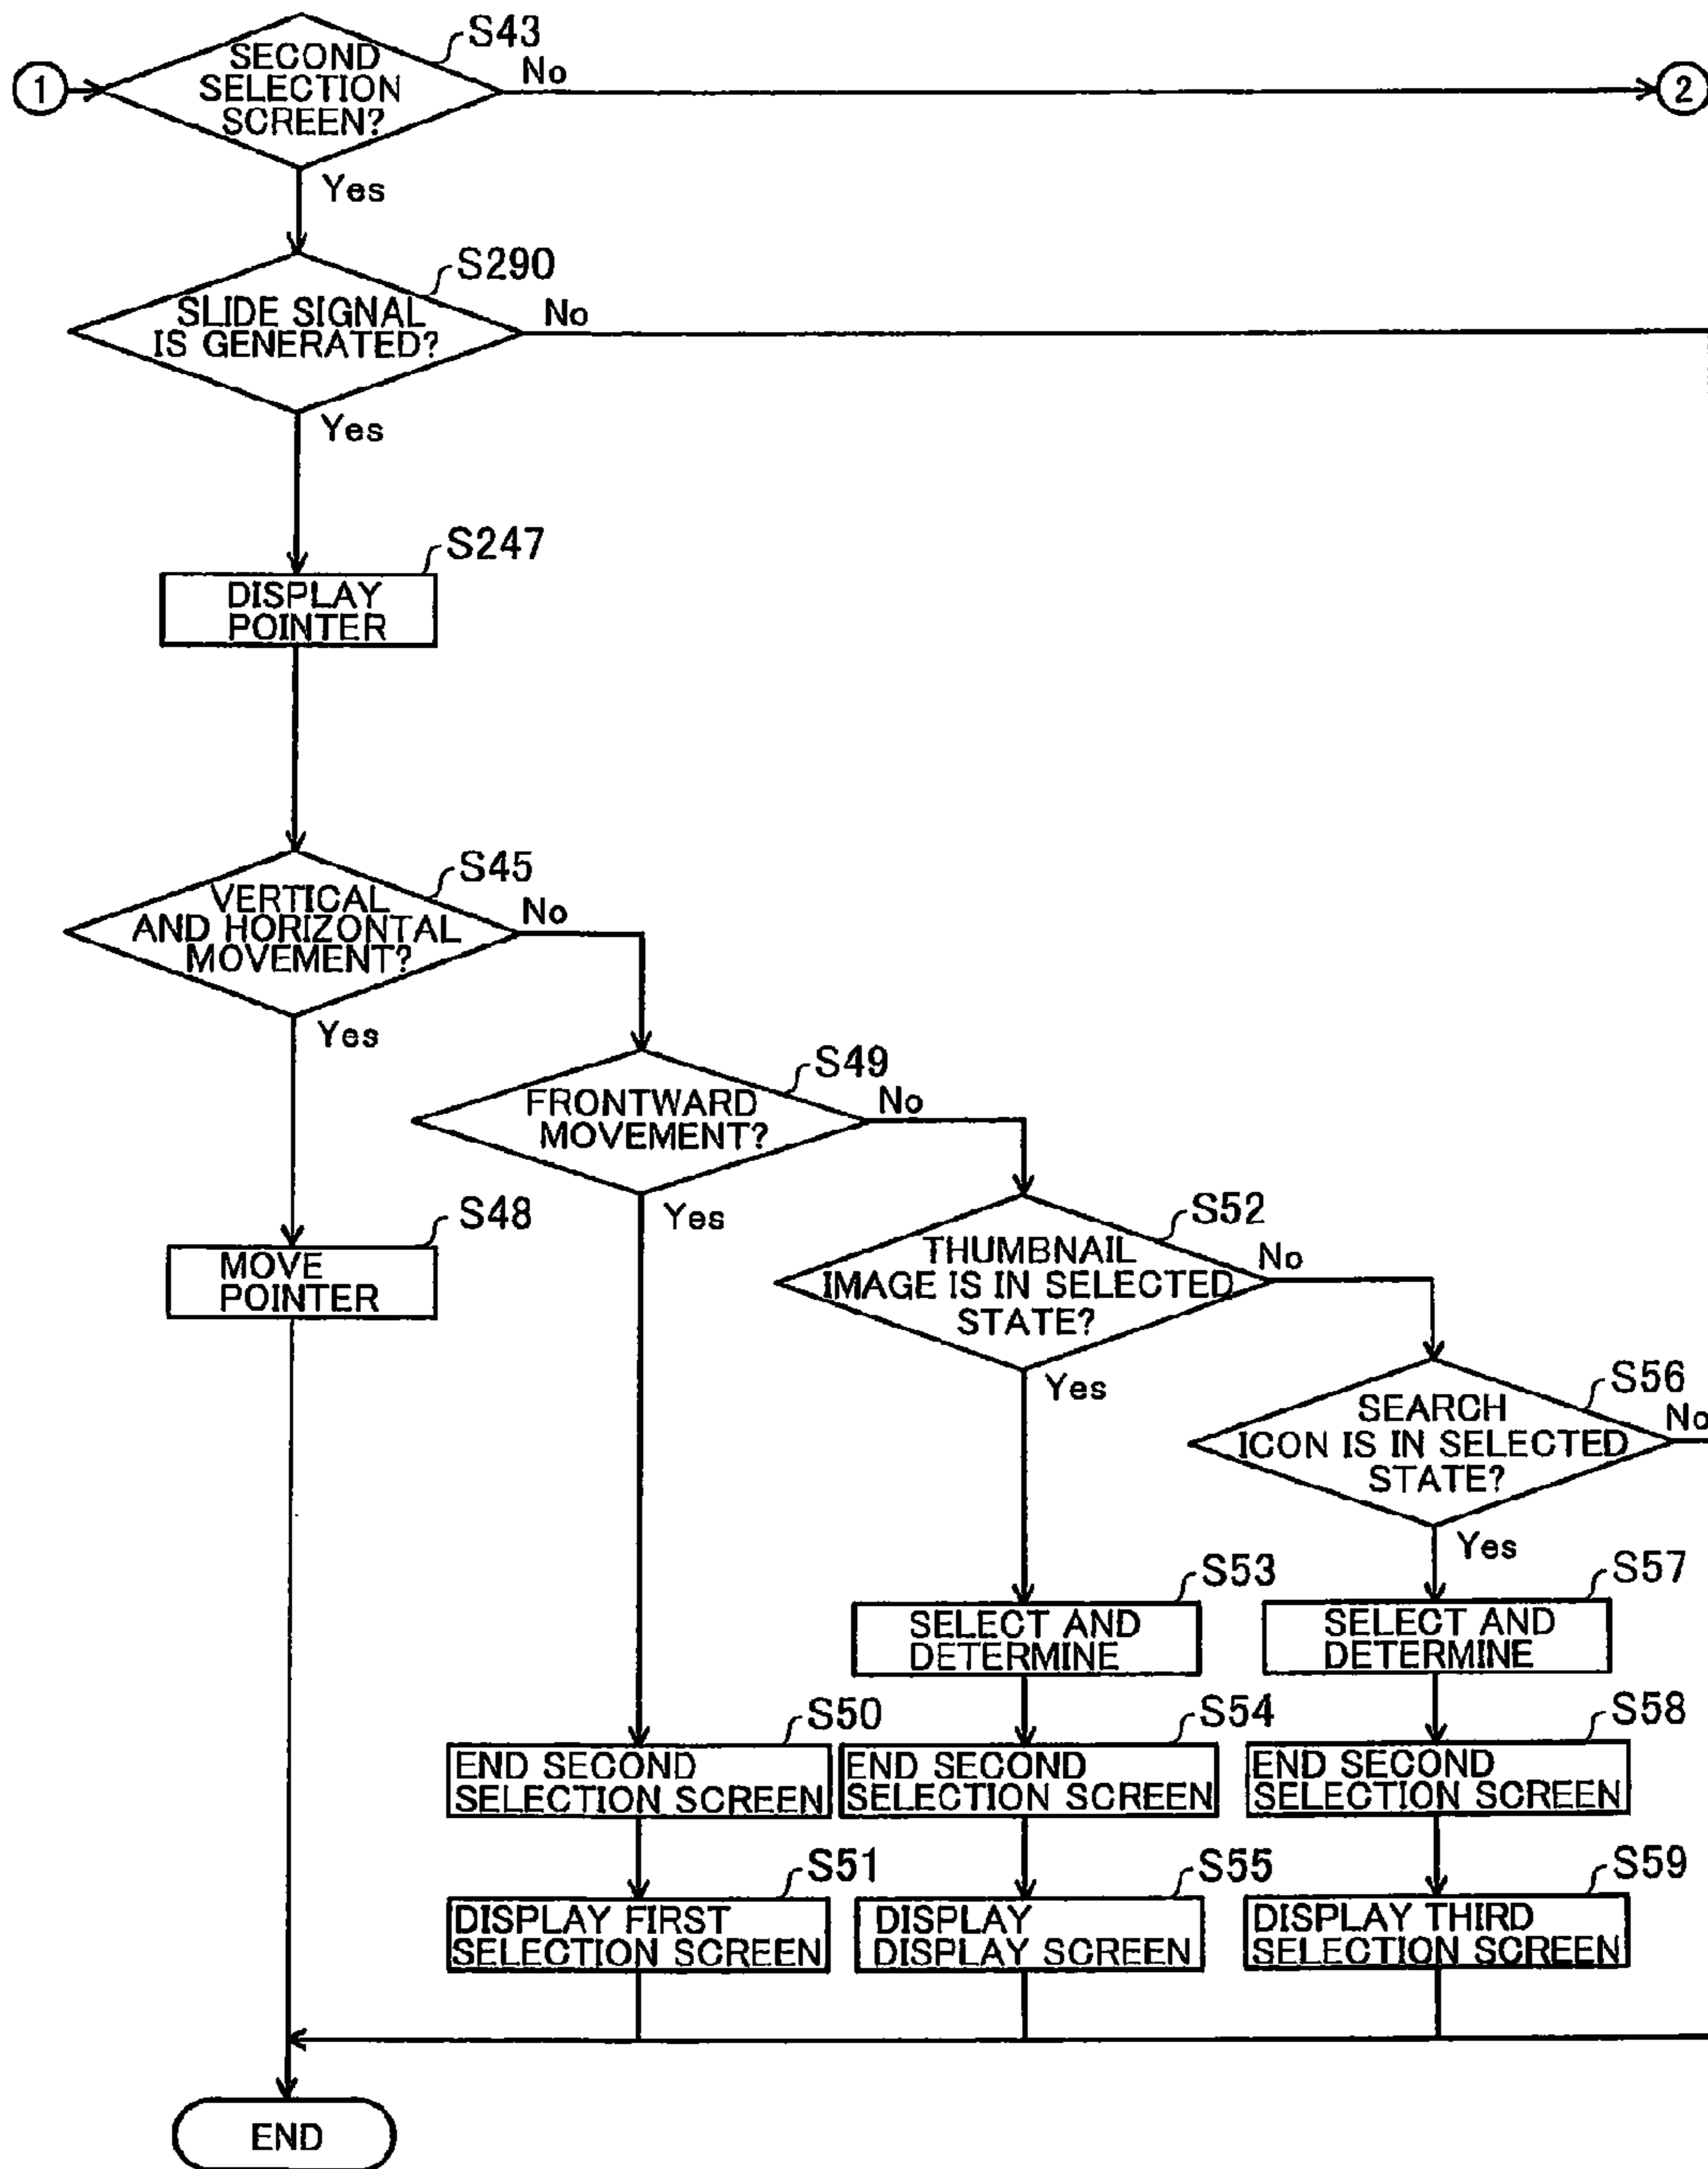 S43
SECOND
SELECTION
SCREEN?
No
1
2
Yes
S290
SLIDE SIGNAL
IS GENERATED?
No
Yes
S247
DISPLAY
POINTER
S45
VERTICAL
AND HORIZONTAL
MOVEMENT?
No
Yes
S49
FRONTWARD
MOVEMENT?
No
Yes
S48
MOVE
POINTER
S52
THUMBNAIL
IMAGE IS IN SELECTED
STATE?
No
Yes
S56
SEARCH
ICON IS IN SELECTED
STATE?
No
Yes
S53
SELECT AND
DETERMINE
S57
SELECT AND
DETERMINE
S50
END SECOND
SELECTION SCREEN
S54
END SECOND
SELECTION SCREEN
S58
END SECOND
SELECTION SCREEN
S51
DISPLAY FIRST
SELECTION SCREEN
S55
DISPLAY
DISPLAY SCREEN
S59
DISPLAY THIRD
SELECTION SCREEN
END